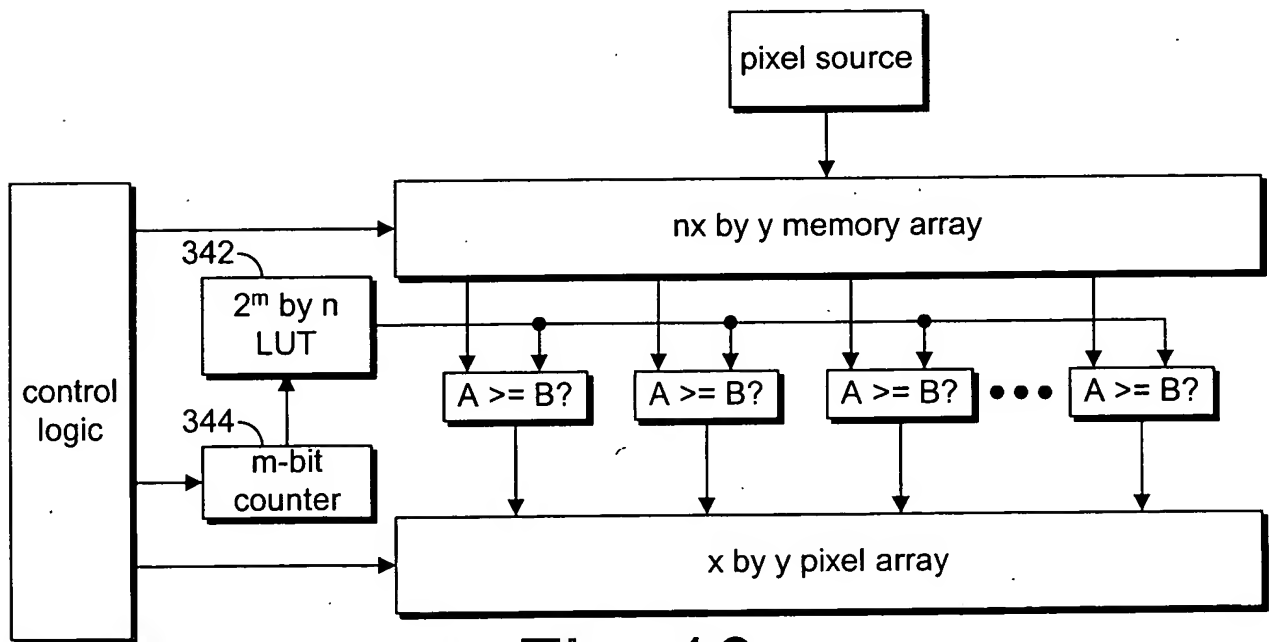 pixel source
nx by y memory array
342
2ᵐ by n
LUT
control
logic
A >= B?
A >= B?
A >= B?
A >= B?
344
m-bit
counter
x by y pixel array